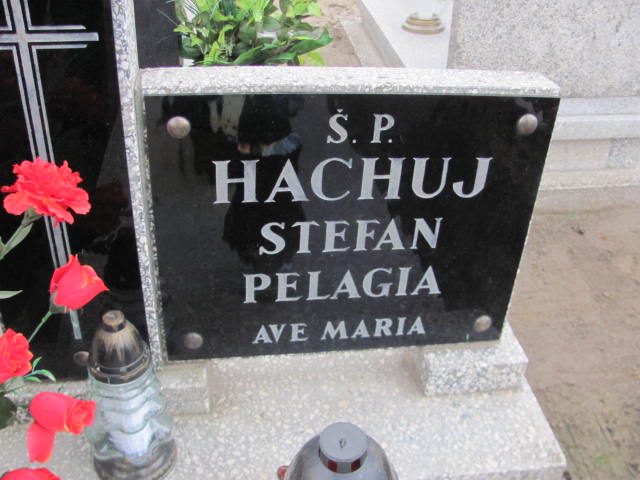 Š. P.
HACHUJ
STEFAN
PELAGIA
AVE MARIA